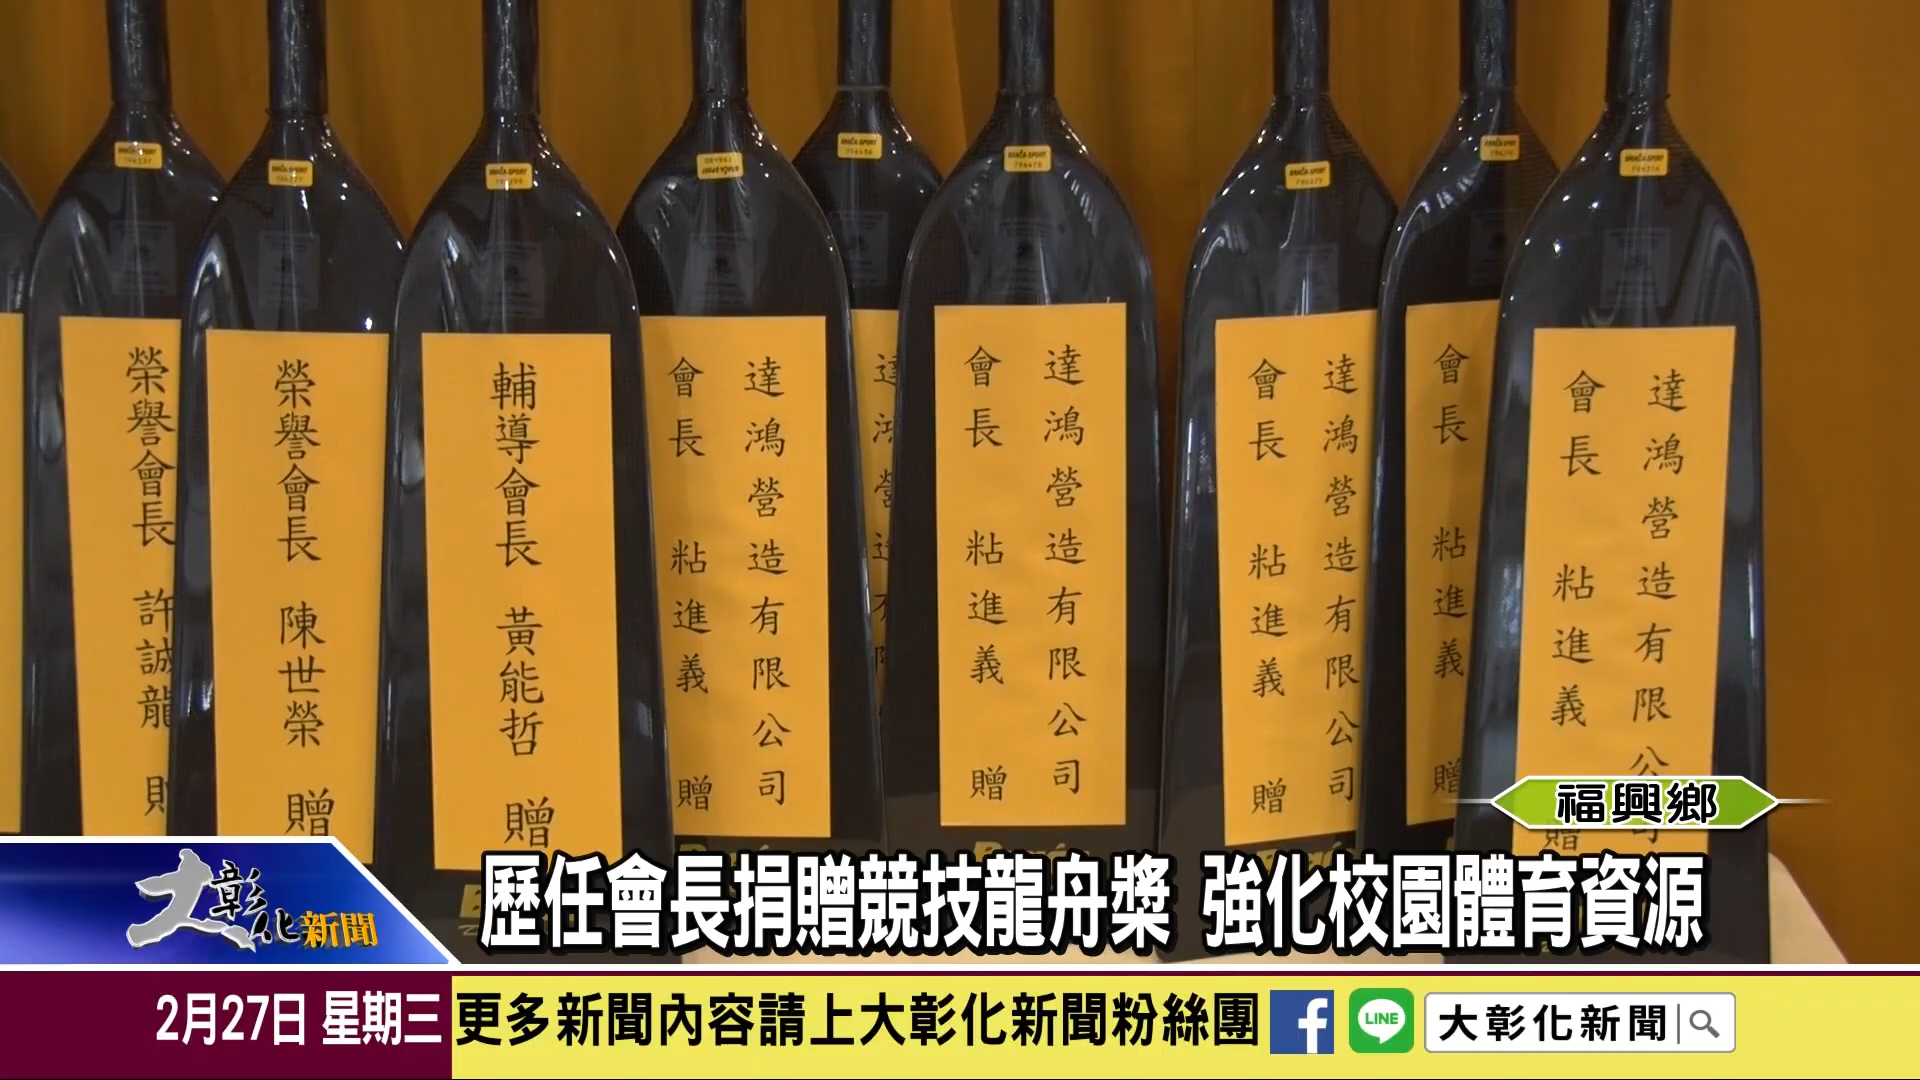 榮譽會長 許誠龍
榮譽會長 陳世榮 贈
輔導會長 黃能哲 贈
達鴻營造有限公司
會長 粘進義 贈
達鴻營造有限公司
會長 粘進義 贈
達鴻營造有限公司
會長 粘進義 贈
會長 粘進義 贈
達鴻營造有限公司
會長 粘進義 贈
BRAČA-SPORT
福興鄉
大彰化新聞
歷任會長捐贈競技龍舟槳 強化校園體育資源
2月27日 星期三
更多新聞內容請上大彰化新聞粉絲團
LINE
大彰化新聞